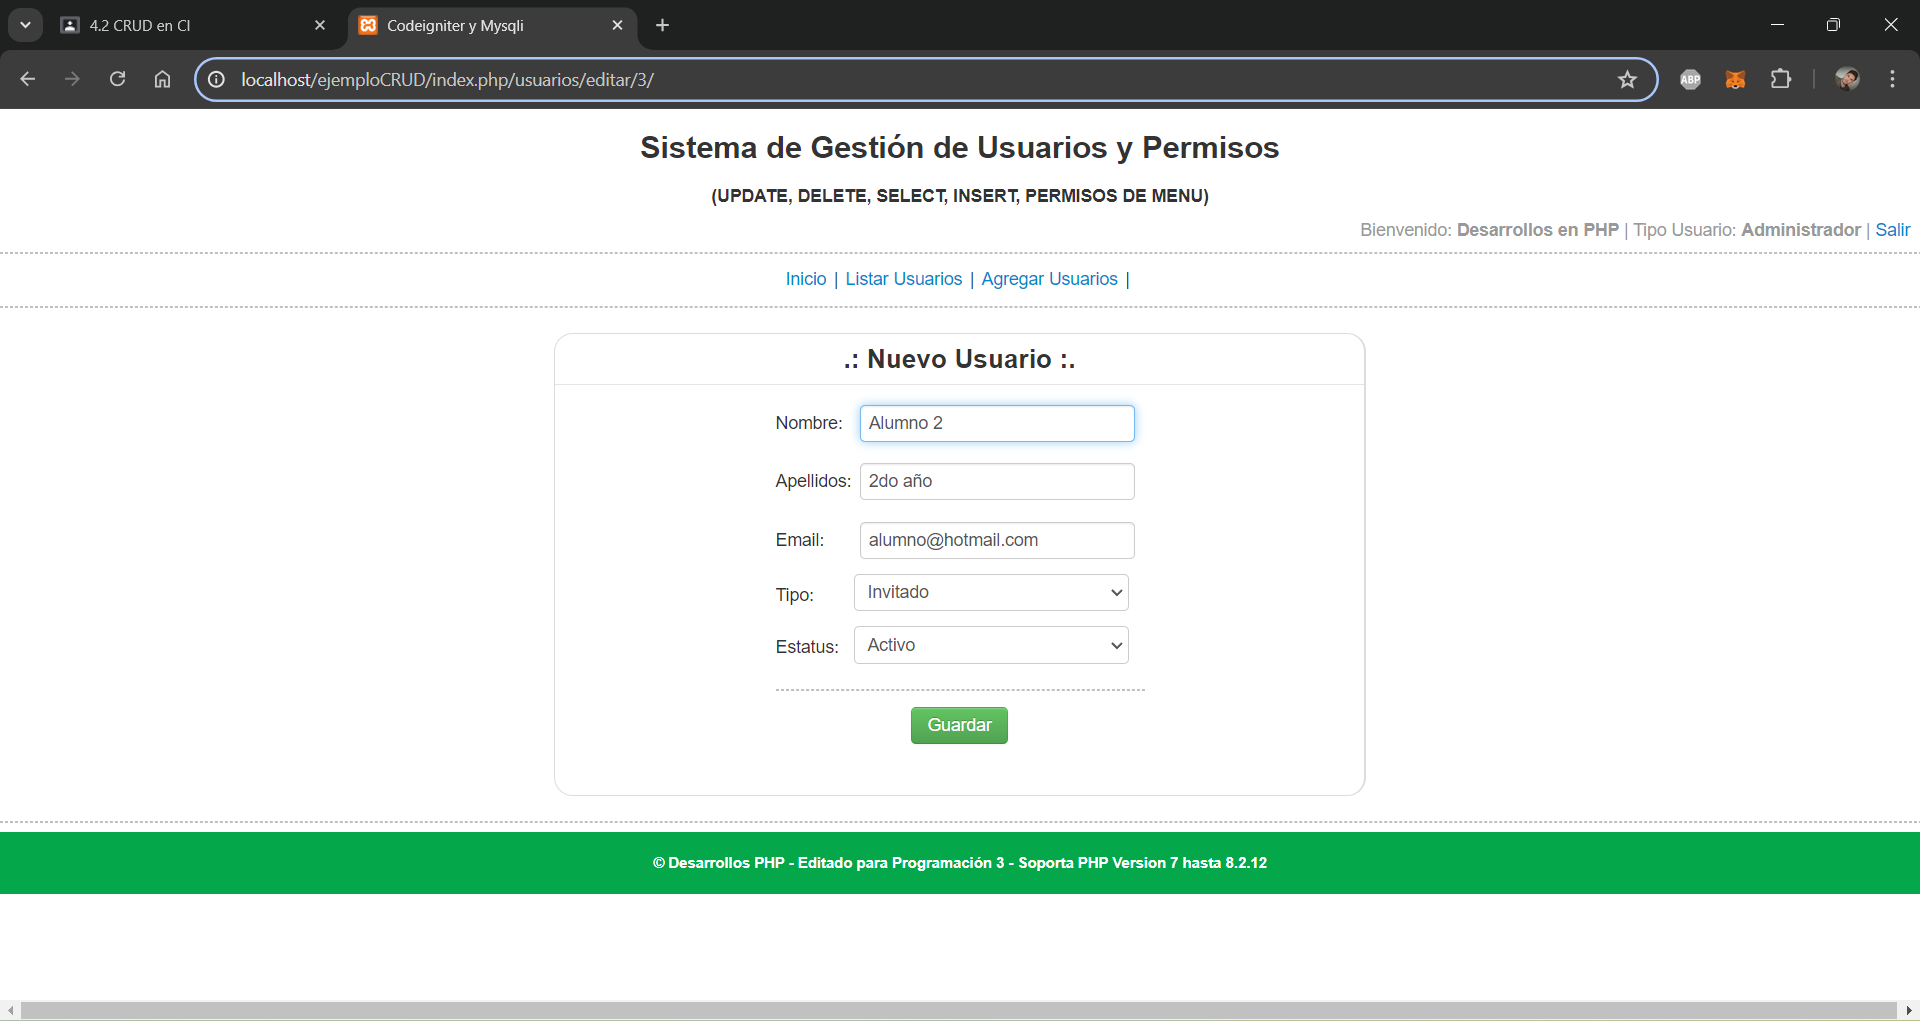 4.2 CRUD en CI
Codeigniter y Mysqli
localhost/ejemploCRUD/index.php/usuarios/editar/3/
ABP
Sistema de Gestión de Usuarios y Permisos
(UPDATE, DELETE, SELECT, INSERT, PERMISOS DE MENU)
Bienvenido: Desarrollos en PHP | Tipo Usuario: Administrador | Salir
Inicio | Listar Usuarios | Agregar Usuarios |
.: Nuevo Usuario :.
Nombre: Alumno 2
Apellidos: 2do año
Email: alumno@hotmail.com
Tipo: Invitado
Estatus: Activo
Guardar
© Desarrollos PHP - Editado para Programación 3 - Soporta PHP Version 7 hasta 8.2.12